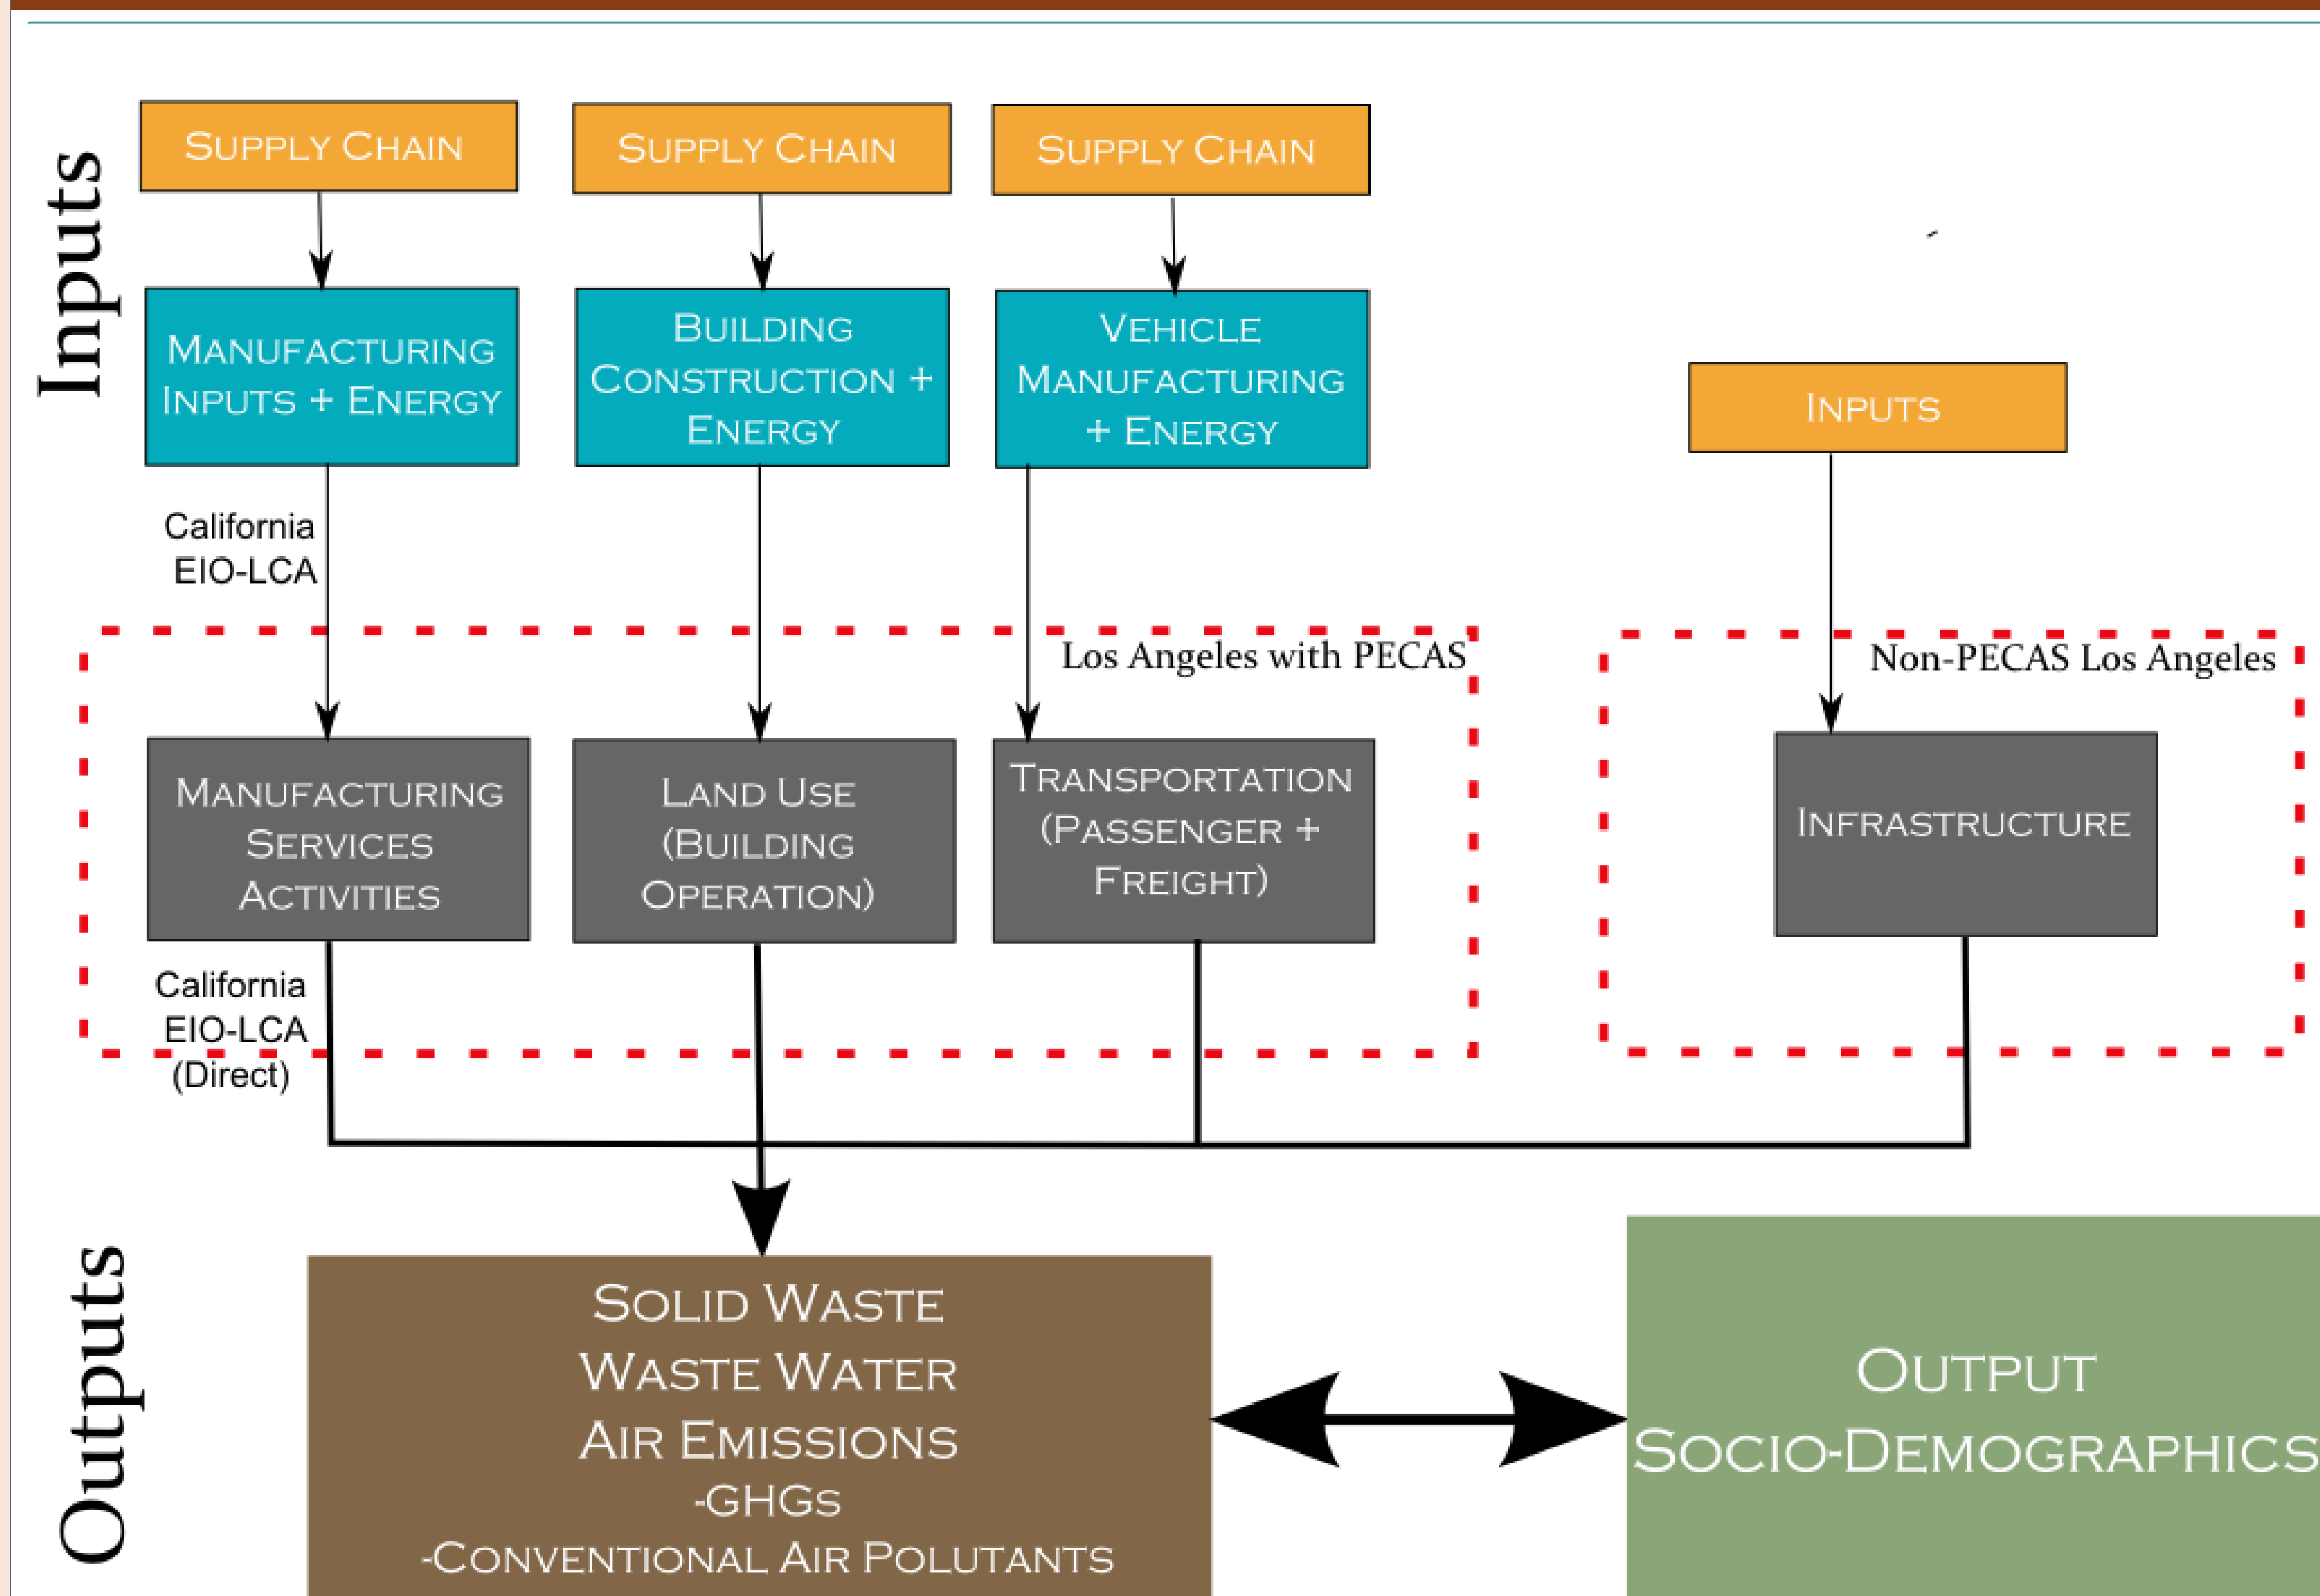 Inputs
SUPPLY CHAIN
SUPPLY CHAIN
SUPPLY CHAIN
MANUFACTURING
INPUTS + ENERGY
BUILDING
CONSTRUCTION +
ENERGY
VEHICLE
MANUFACTURING
+ ENERGY
INPUTS
California
EIO-LCA
Los Angeles with PECAS
Non-PECAS Los Angeles
MANUFACTURING
SERVICES
ACTIVITIES
LAND USE
(BUILDING
OPERATION)
TRANSPORTATION
(PASSENGER +
FREIGHT)
INFRASTRUCTURE
California
EIO-LCA
(Direct)
Outputs
SOLID WASTE
WASTE WATER
AIR EMISSIONS
-GHGS
-CONVENTIONAL AIR POLUTANTS
OUTPUT
SOCIO-DEMOGRAPHICS